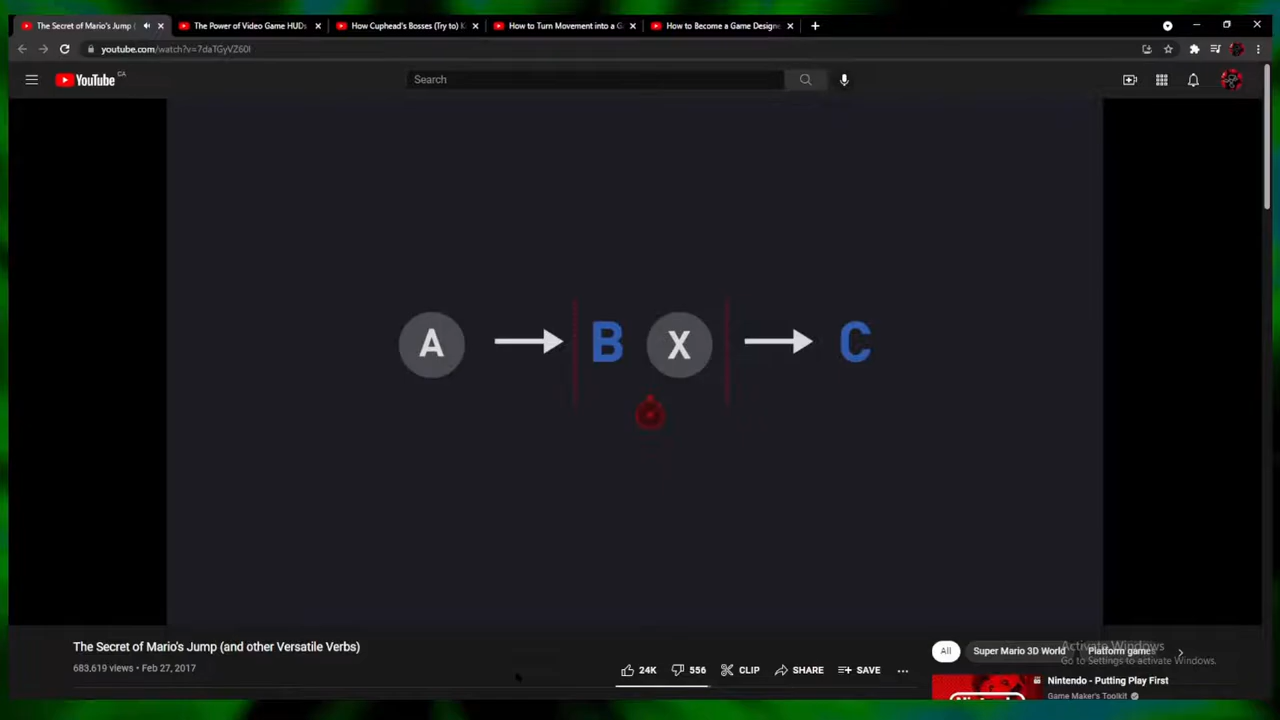 The Secret of Mario's Jump (
The Power of Video Game HUDs
How Cuphead's Bosses (Try to) K
How to Turn Movement into a G
How to Become a Game Designe
youtube.com/watch?v=7daTGyVZ60I
YouTube CA
Search
A B X C
The Secret of Mario's Jump (and other Versatile Verbs)
683,619 views • Feb 27, 2017
24K 556 CLIP SHARE SAVE ...
All Super Mario 3D World Platform games
Activate Windows
Go to Settings to activate Windows.
Nintendo - Putting Play First
Game Maker's Toolkit